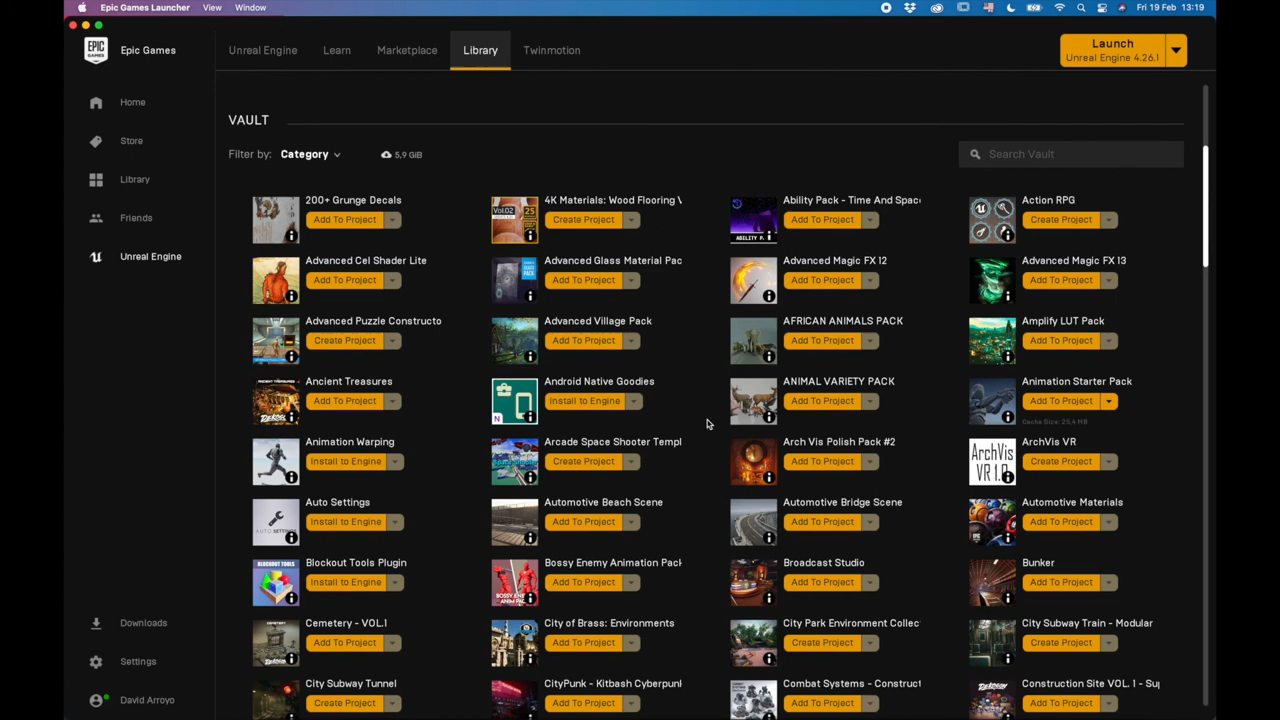 Epic Games Launcher View Window Fri 19 Feb 13:19
EPIC GAMES Epic Games
Unreal Engine Learn Marketplace Library Twinmotion
Launch
Unreal Engine 4.26.1
Home
Store
Library
Friends
Unreal Engine
Downloads
Settings
David Arroyo
VAULT
Filter by: Category 5,9 GiB Search Vault
200+ Grunge Decals
Add To Project
4K Materials: Wood Flooring V
Create Project
Ability Pack - Time And Space
Add To Project
Action RPG
Create Project
Advanced Cel Shader Lite
Add To Project
Advanced Glass Material Pac
Add To Project
Advanced Magic FX 12
Add To Project
Advanced Magic FX 13
Add To Project
Advanced Puzzle Constructo
Create Project
Advanced Village Pack
Add To Project
AFRICAN ANIMALS PACK
Add To Project
Amplify LUT Pack
Add To Project
Ancient Treasures
Add To Project
Android Native Goodies
Install to Engine
ANIMAL VARIETY PACK
Add To Project
Animation Starter Pack
Add To Project
Cache Size: 25,4 MB
Animation Warping
Install to Engine
Arcade Space Shooter Templ
Create Project
Arch Vis Polish Pack #2
Add To Project
ArchVis VR
Create Project
Auto Settings
Install to Engine
Automotive Beach Scene
Add To Project
Automotive Bridge Scene
Add To Project
Automotive Materials
Add To Project
Blockout Tools Plugin
Install to Engine
Bossy Enemy Animation Pack
Add To Project
Broadcast Studio
Add To Project
Bunker
Add To Project
Cemetery - VOL.1
Add To Project
City of Brass: Environments
Add To Project
City Park Environment Collec
Create Project
City Subway Train - Modular
Add To Project
City Subway Tunnel
Create Project
CityPunk - Kitbash Cyberpunk
Add To Project
Combat Systems - Construct
Add To Project
Construction Site VOL. 1 - Sup
Add To Project